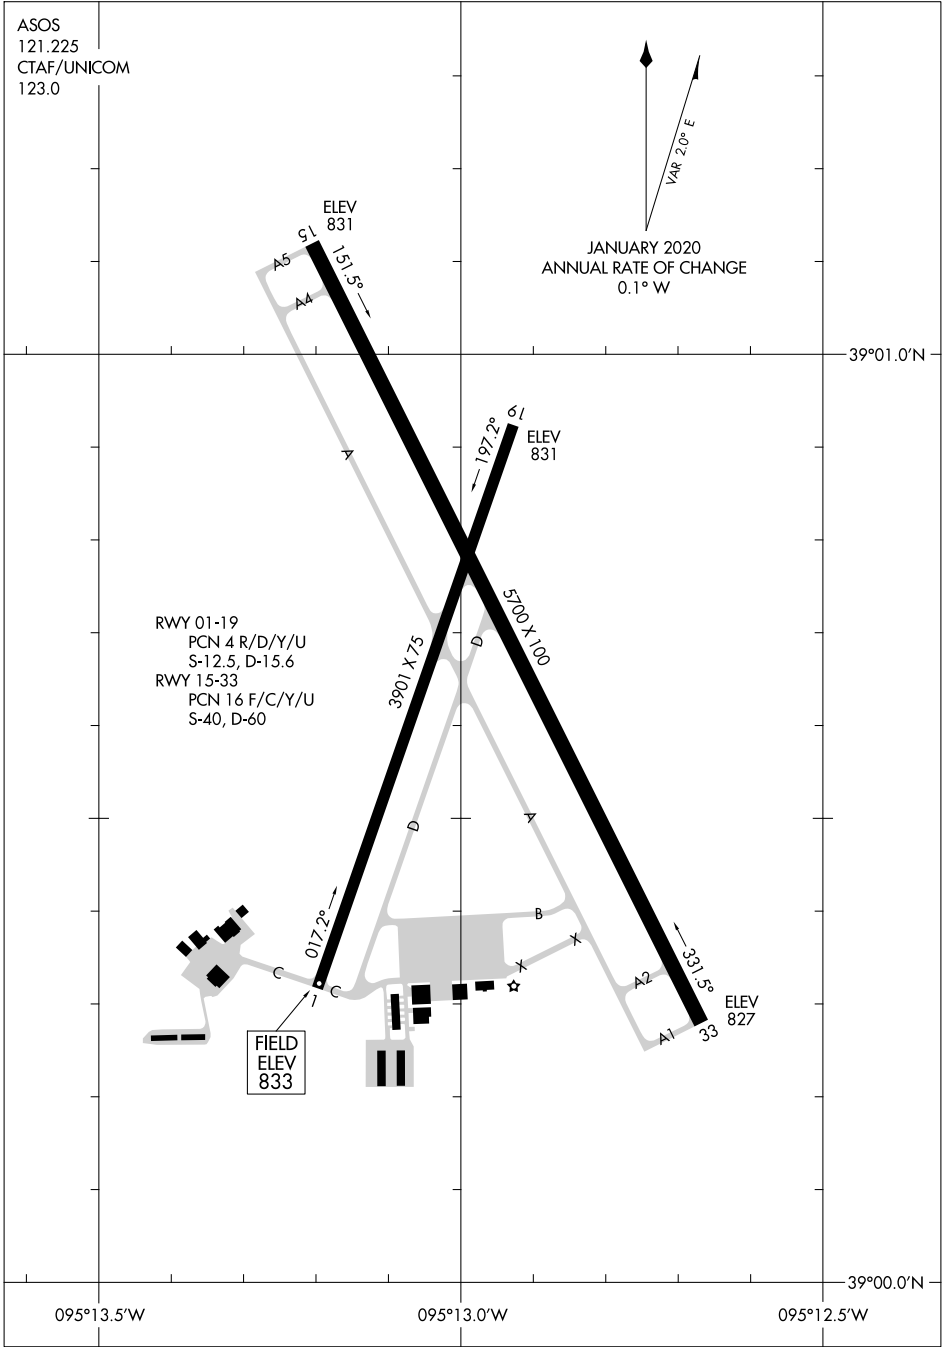 ASOS
121.225
CTAF/UNICOM
123.0
VAR 2.0° E
JANUARY 2020
ANNUAL RATE OF CHANGE
0.1° W
ELEV
831
15
151.5°
A5
A4
39°01.0'N
19
197.2°
ELEV
831
A
5700 X 100
D
3901 X 75
RWY 01-19
PCN 4 R/D/Y/U
S-12.5, D-15.6
RWY 15-33
PCN 16 F/C/Y/U
S-40, D-60
A
D
017.2°
B
X
X
C
C
1
331.5°
A2
ELEV
827
A1
33
FIELD
ELEV
833
39°00.0'N
095°13.5'W
095°13.0'W
095°12.5'W